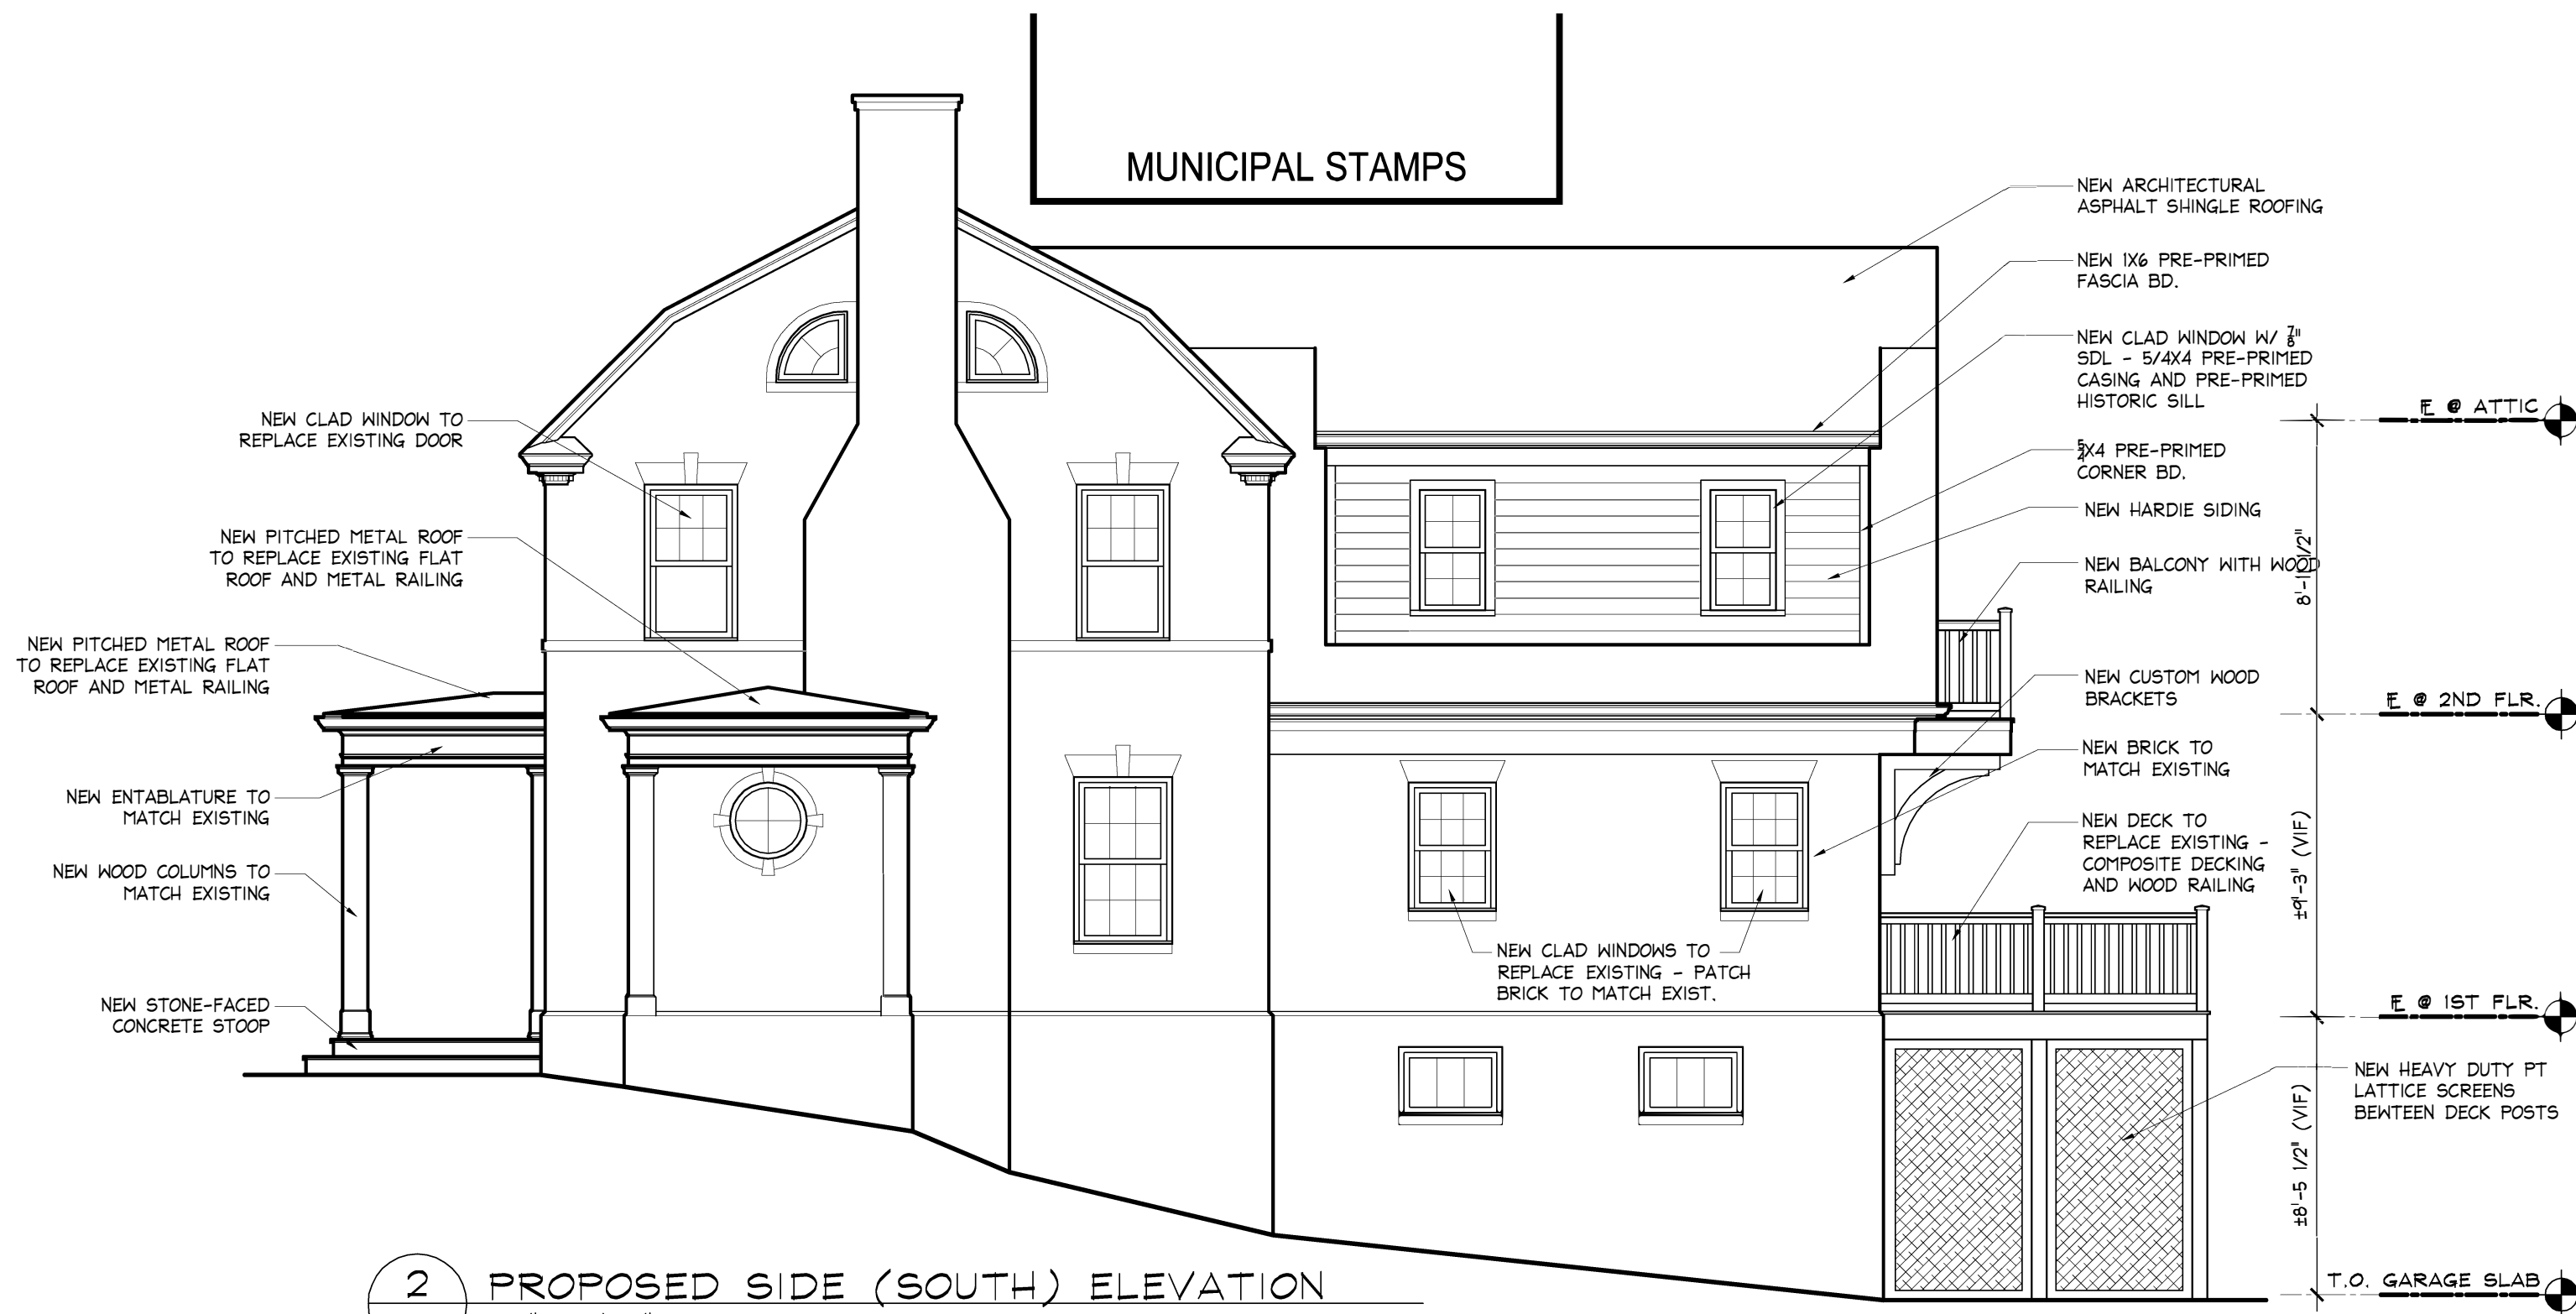 MUNICIPAL STAMPS
NEW CLAD WINDOW TO
REPLACE EXISTING DOOR
NEW PITCHED METAL ROOF
TO REPLACE EXISTING FLAT
ROOF AND METAL RAILING
NEW PITCHED METAL ROOF
TO REPLACE EXISTING FLAT
ROOF AND METAL RAILING
NEW ENTABLATURE TO
MATCH EXISTING
NEW WOOD COLUMNS TO
MATCH EXISTING
NEW STONE-FACED
CONCRETE STOOP
NEW CLAD WINDOWS TO
REPLACE EXISTING - PATCH
BRICK TO MATCH EXIST.
NEW ARCHITECTURAL
ASPHALT SHINGLE ROOFING
NEW 1X6 PRE-PRIMED
FASCIA BD.
NEW CLAD WINDOW W/ 7/8"
SDL - 5/4X4 PRE-PRIMED
CASING AND PRE-PRIMED
HISTORIC SILL
5/4X4 PRE-PRIMED
CORNER BD.
NEW HARDIE SIDING
NEW BALCONY WITH WOOD
RAILING
NEW CUSTOM WOOD
BRACKETS
NEW BRICK TO
MATCH EXISTING
NEW DECK TO
REPLACE EXISTING -
COMPOSITE DECKING
AND WOOD RAILING
NEW HEAVY DUTY PT
LATTICE SCREENS
BEWTEEN DECK POSTS
@ ATTIC
8'-11 1/2"
@ 2ND FLR.
±9'-3" (VIF)
@ 1ST FLR.
±8'-5 1/2" (VIF)
T.O. GARAGE SLAB
2
PROPOSED SIDE (SOUTH) ELEVATION